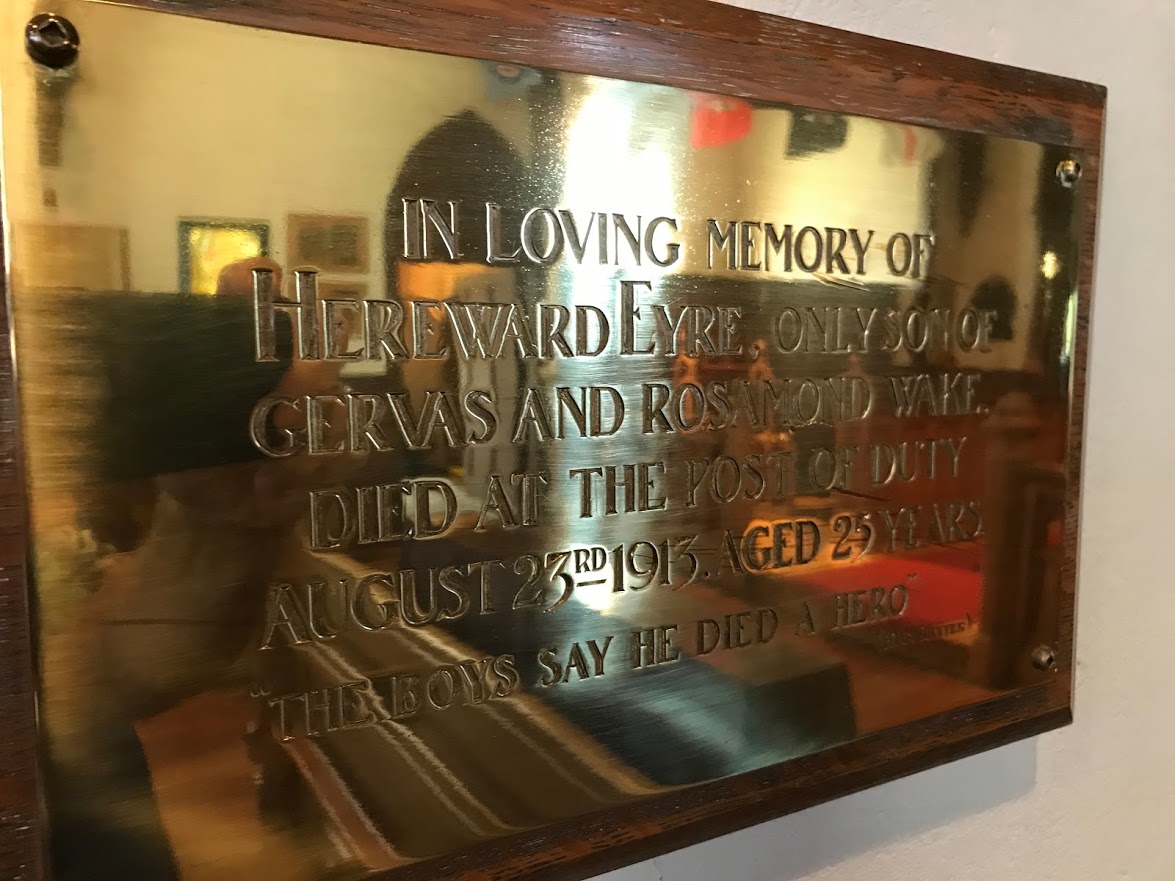 IN LOVING MEMORY OF
HEREWARD EYRE, ONLY SON OF
GERVAS AND ROSAMOND WAKE.
DIED AT THE POST OF DUTY
AUGUST 23RD 1913. AGED 25 YEARS
"THE BOYS SAY HE DIED A HERO"